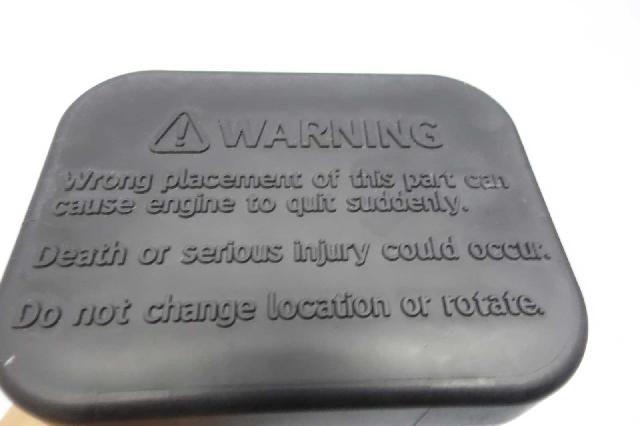 WARNING
Wrong placement of this part can
cause engine to quit suddenly.
Death or serious injury could occur.
Do not change location or rotate.